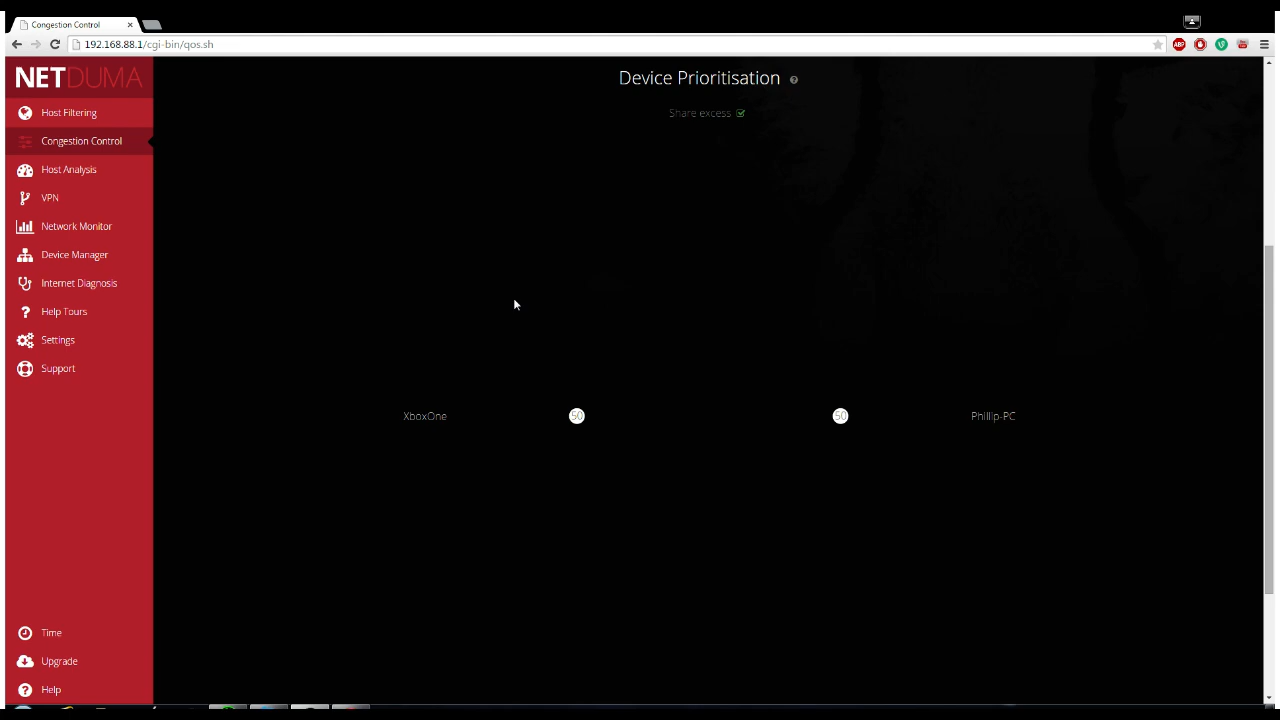 Congestion Control
192.168.88.1/cgi-bin/qos.sh
ABP
NETDUMA
Host Filtering
Congestion Control
Host Analysis
VPN
Network Monitor
Device Manager
Internet Diagnosis
Help Tours
Settings
Support
Time
Upgrade
Help
Device Prioritisation
Share excess
XboxOne 50 50 Phillip-PC